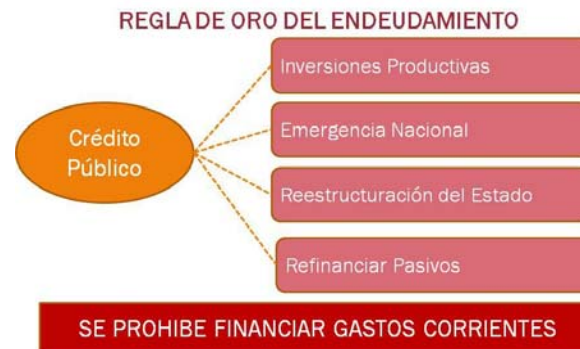 REGLA DE ORO DEL ENDEUDAMIENTO
Crédito
Público
Inversiones Productivas
Emergencia Nacional
Reestructuración del Estado
Refinanciar Pasivos
SE PROHIBE FINANCIAR GASTOS CORRIENTES